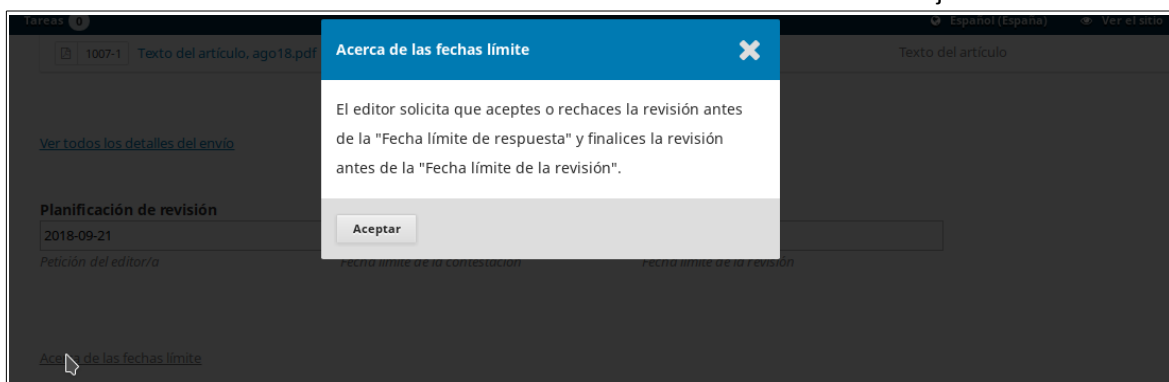 Tareas 0
Español (España)
Ver el sitio
1007-1 Texto del artículo, ago18.pdf
Texto del artículo
Acerca de las fechas límite
El editor solicita que aceptes o rechaces la revisión antes
de la "Fecha límite de respuesta" y finalices la revisión
antes de la "Fecha límite de la revisión".
Aceptar
Ver todos los detalles del envío
Planificación de revisión
2018-09-21
Petición del editor/a
Fecha límite de la contestación
Fecha límite de la revisión
Acerca de las fechas límite